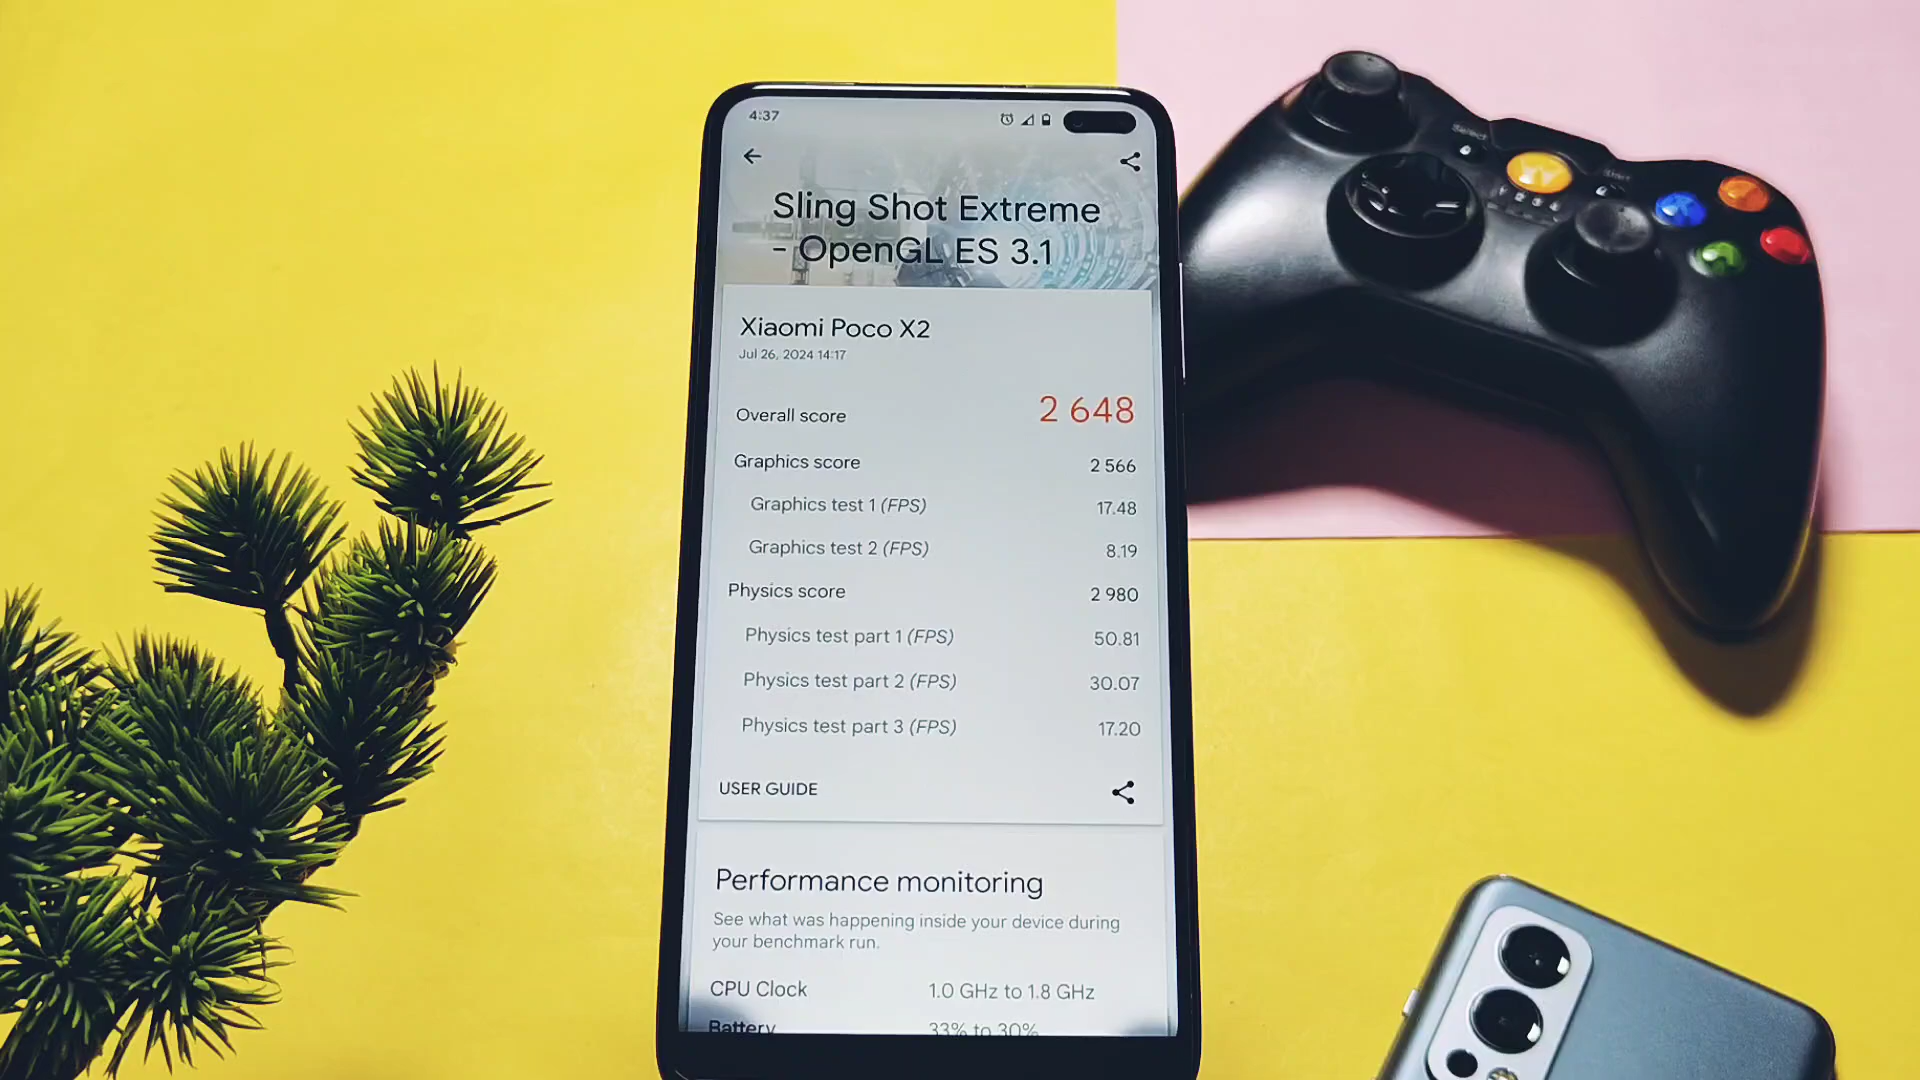 4:37
Sling Shot Extreme
- OpenGL ES 3.1
Xiaomi Poco X2
Jul 26, 2024 14:17
Overall score 2 648
Graphics score 2 566
Graphics test 1 (FPS) 17.48
Graphics test 2 (FPS) 8.19
Physics score 2 980
Physics test part 1 (FPS) 50.81
Physics test part 2 (FPS) 30.07
Physics test part 3 (FPS) 17.20
USER GUIDE
Performance monitoring
See what was happening inside your device during
your benchmark run.
CPU Clock 1.0 GHz to 1.8 GHz
Battery 33% to 30%
Select